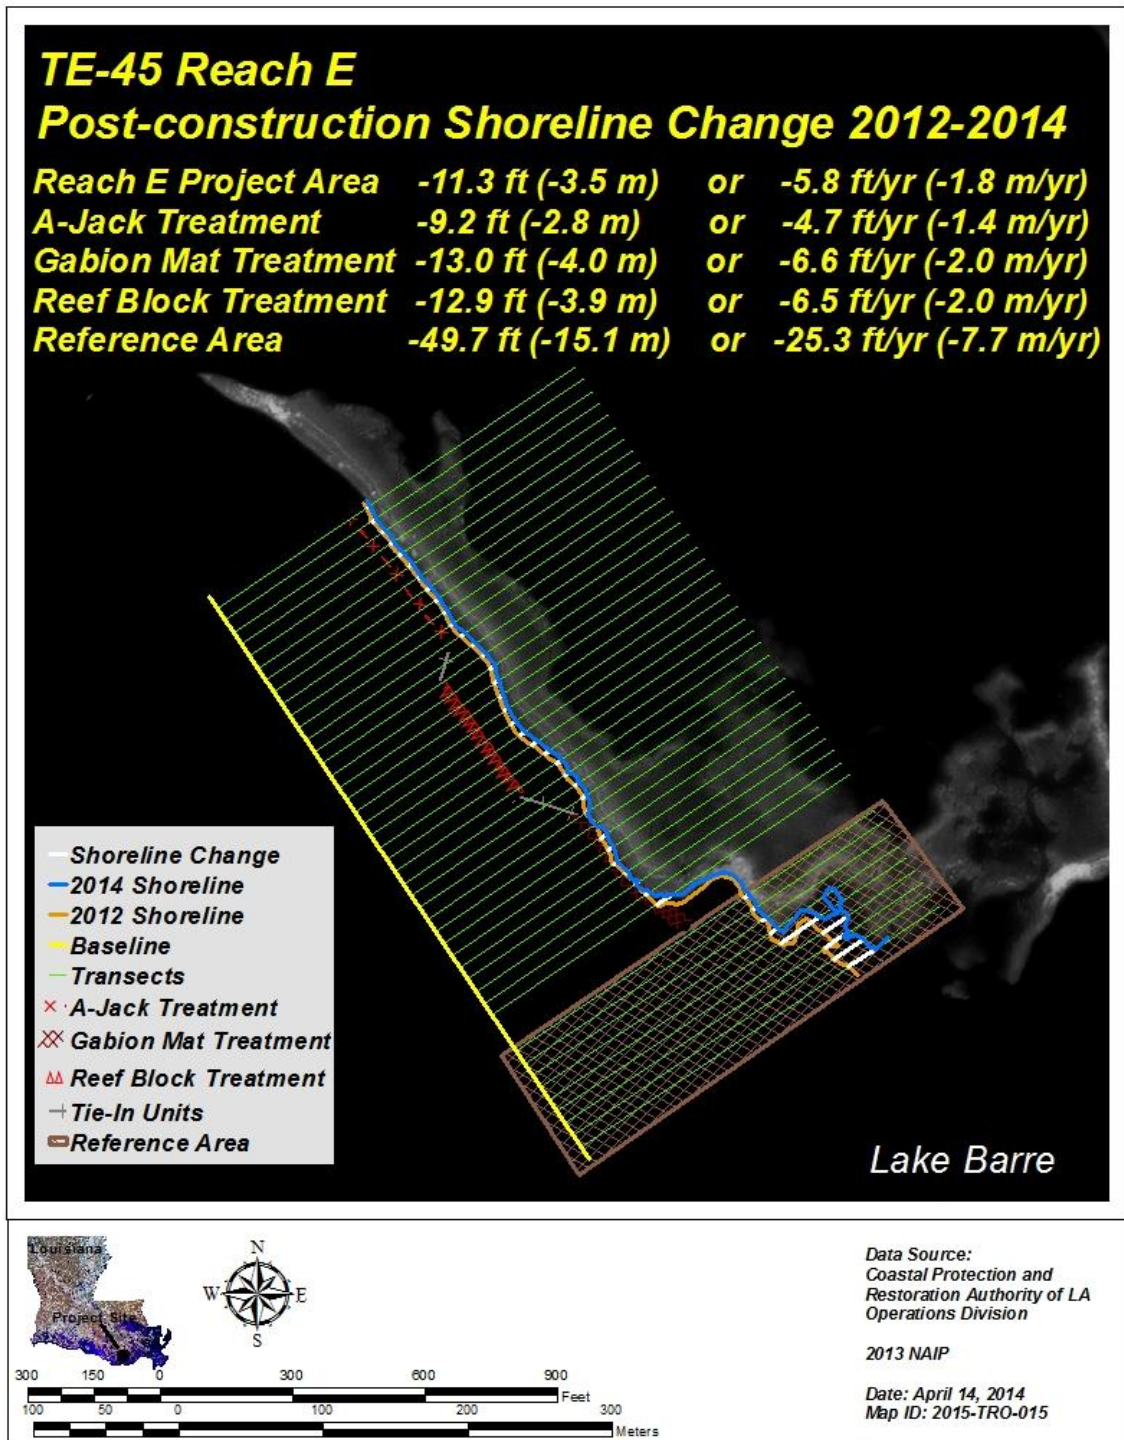 TE-45 Reach E
Post-construction Shoreline Change 2012-2014
Reach E Project Area -11.3 ft (-3.5 m) or -5.8 ft/yr (-1.8 m/yr)
A-Jack Treatment -9.2 ft (-2.8 m) or -4.7 ft/yr (-1.4 m/yr)
Gabion Mat Treatment -13.0 ft (-4.0 m) or -6.6 ft/yr (-2.0 m/yr)
Reef Block Treatment -12.9 ft (-3.9 m) or -6.5 ft/yr (-2.0 m/yr)
Reference Area -49.7 ft (-15.1 m) or -25.3 ft/yr (-7.7 m/yr)
Shoreline Change
2014 Shoreline
2012 Shoreline
Baseline
Transects
A-Jack Treatment
Gabion Mat Treatment
Reef Block Treatment
Tie-In Units
Reference Area
Lake Barre
Louisiana
Project Site
N
W E
S
300 150 0 300 600 900
Feet
100 50 0 100 200 300
Meters
Data Source:
Coastal Protection and
Restoration Authority of LA
Operations Division
2013 NAIP
Date: April 14, 2014
Map ID: 2015-TRO-015